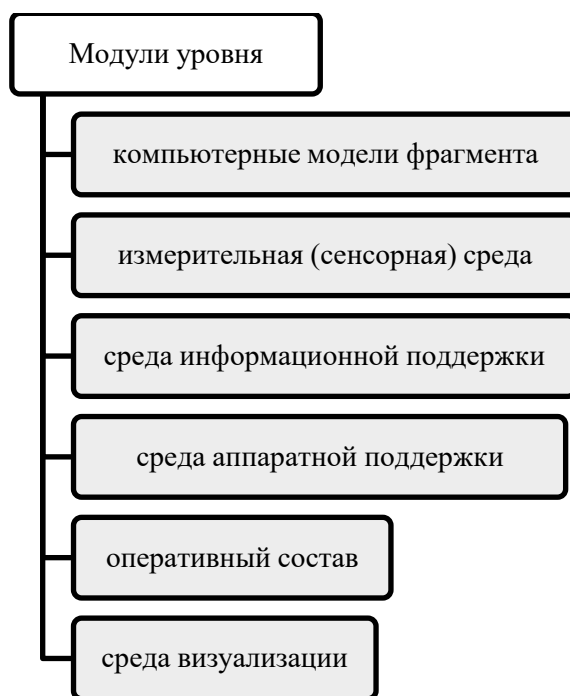 Модули уровня
компьютерные модели фрагмента
измерительная (сенсорная) среда
среда информационной поддержки
среда аппаратной поддержки
оперативный состав
среда визуализации